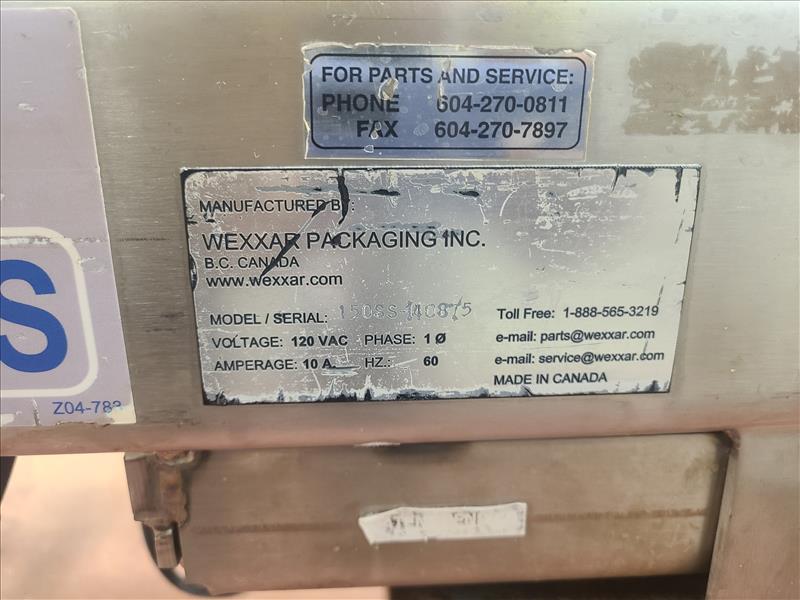 FOR PARTS AND SERVICE:
PHONE 604-270-0811
FAX 604-270-7897
MANUFACTURED BY:
WEXXAR PACKAGING INC.
B.C. CANADA
www.wexxar.com
MODEL / SERIAL:
VOLTAGE: 120 VAC PHASE: 1 Ø
AMPERAGE: 10 A. HZ.: 60
Toll Free: 1-888-565-3219
e-mail: parts@wexxar.com
e-mail: service@wexxar.com
MADE IN CANADA
S